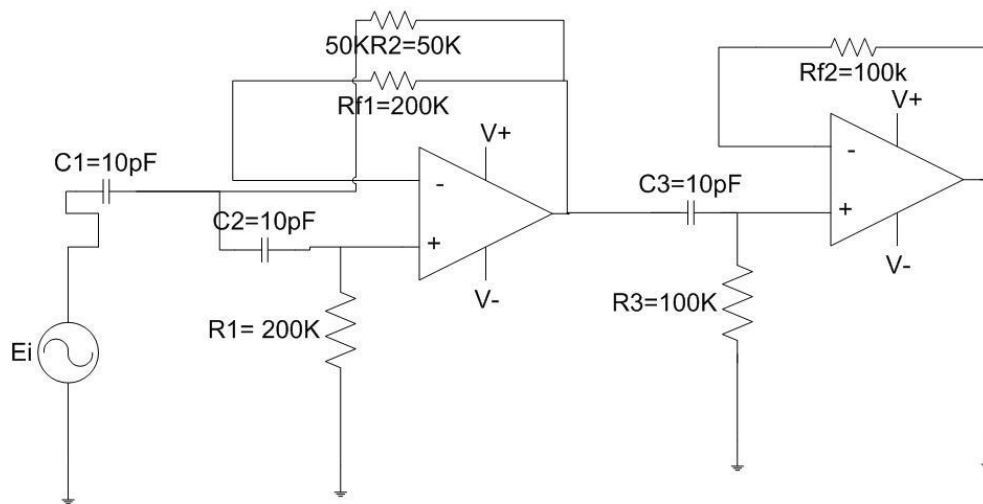 50KR2=50K
Rf1=200K
Rf2=100k
V+
V+
C1=10pF
-
-
C3=10pF
C2=10pF
+
+
V-
V-
R1= 200K
R3=100K
Ei